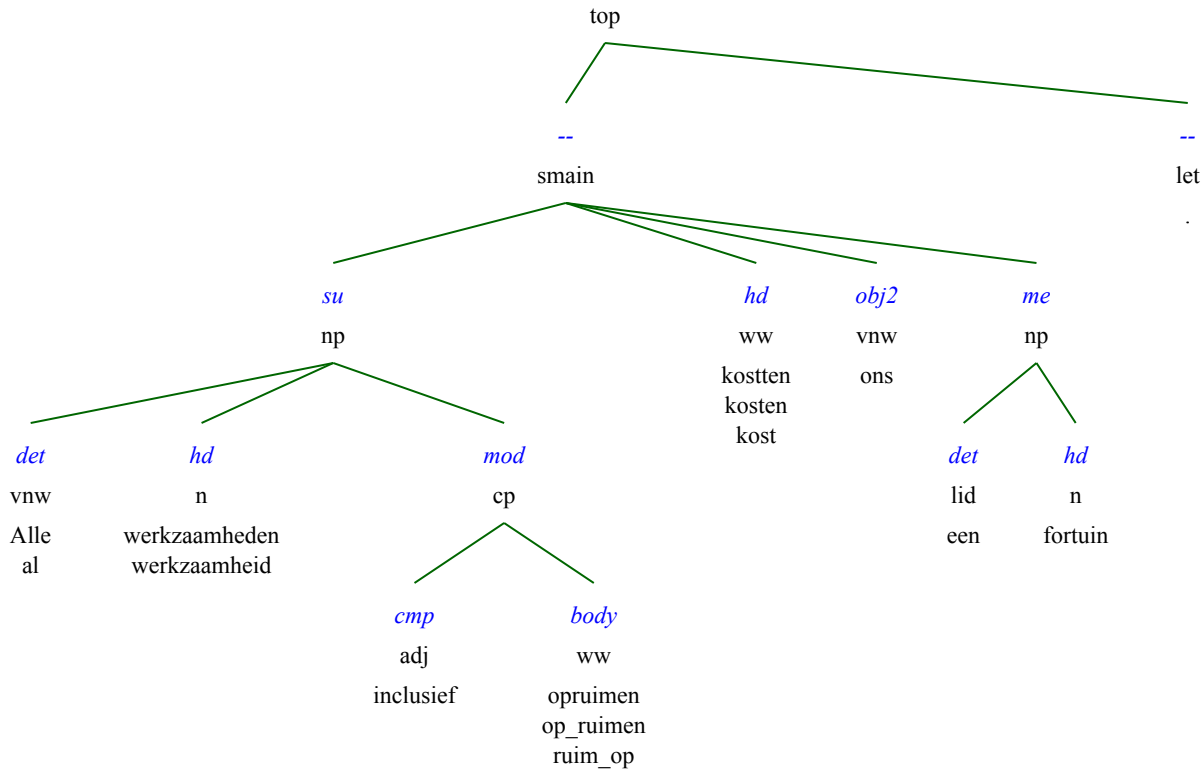 top
-- --
smain let
.
su hd obj2 me
np ww vnw np
kostten ons
kosten
kost
det hd mod det hd
vnw n cp lid n
Alle werkzaamheden een fortuin
al werkzaamheid
cmp body
adj ww
inclusief opruimen
op_ruimen
ruim_op